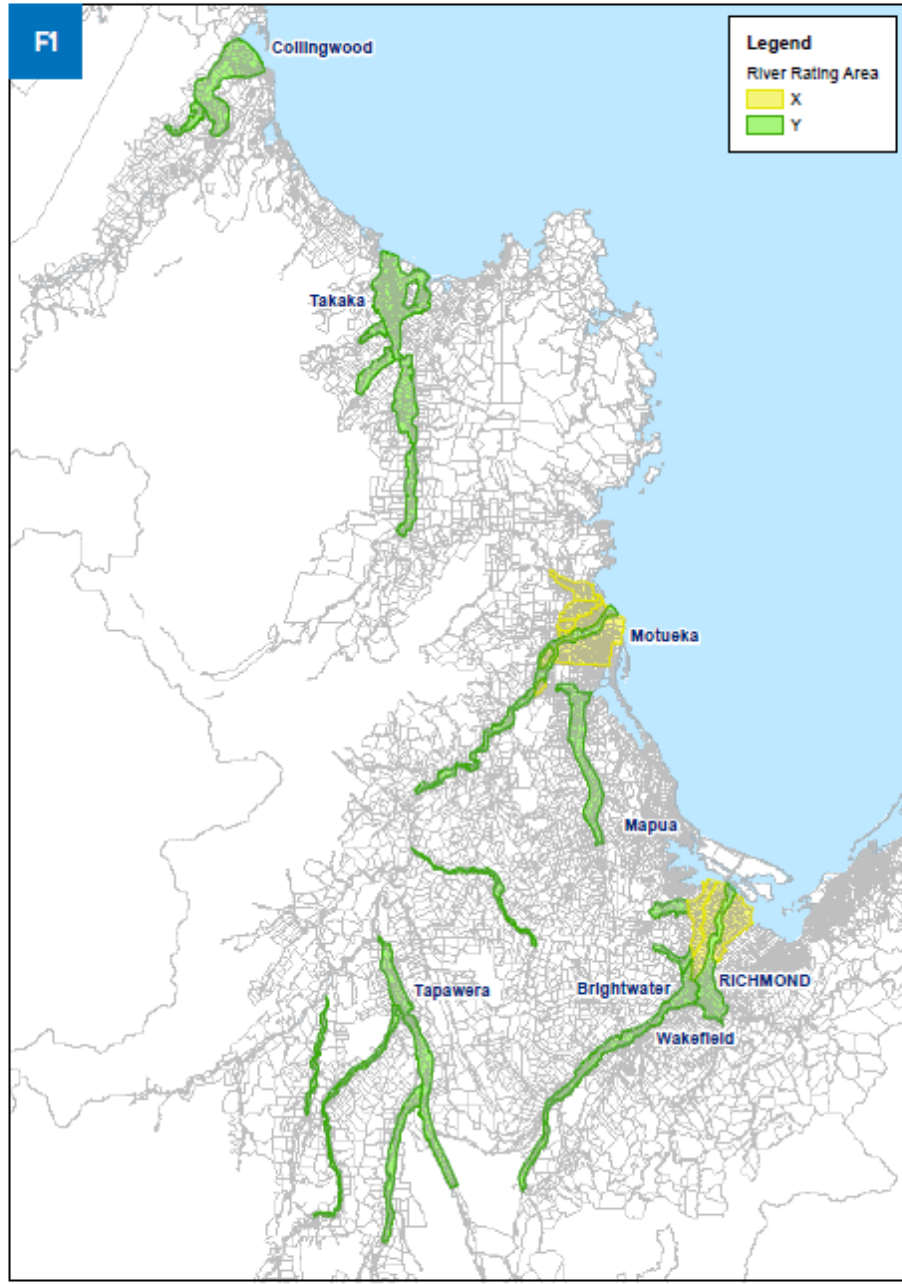 F1
Collingwood
Legend
River Rating Area
X
Y
Takaka
Motueka
Mapua
Tapawera
Brightwater
RICHMOND
Wakefield